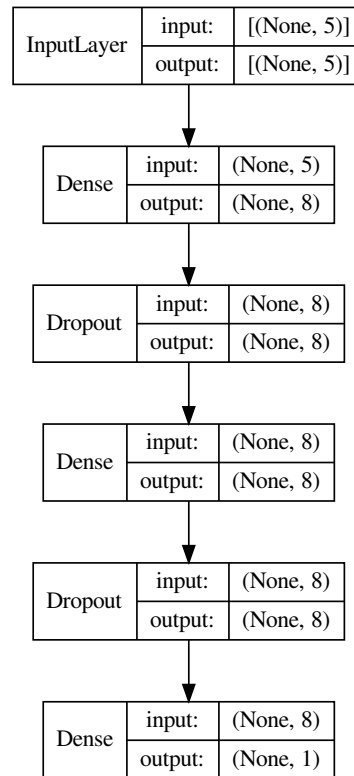 InputLayer
input: [(None, 5)]
output: [(None, 5)]
Dense
input: (None, 5)
output: (None, 8)
Dropout
input: (None, 8)
output: (None, 8)
Dense
input: (None, 8)
output: (None, 8)
Dropout
input: (None, 8)
output: (None, 8)
Dense
input: (None, 8)
output: (None, 1)